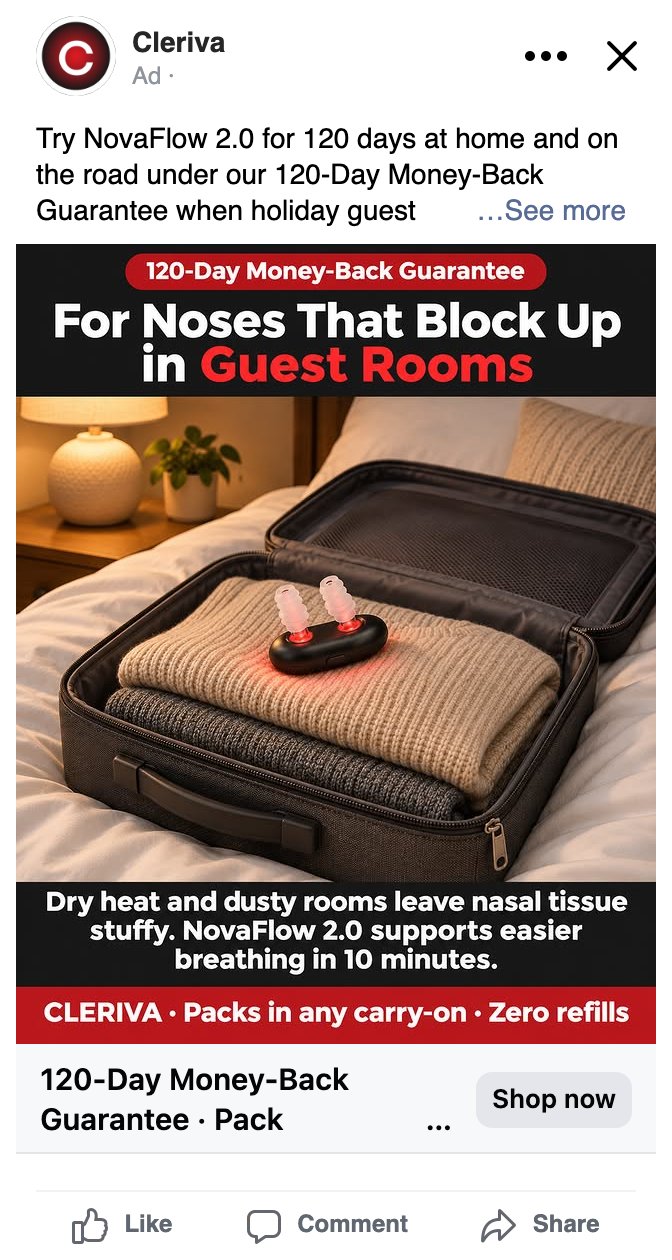 Cleriva
Ad ·
Try NovaFlow 2.0 for 120 days at home and on
the road under our 120-Day Money-Back
Guarantee when holiday guest ...See more
120-Day Money-Back Guarantee
For Noses That Block Up
in Guest Rooms
Dry heat and dusty rooms leave nasal tissue
stuffy. NovaFlow 2.0 supports easier
breathing in 10 minutes.
CLERIVA · Packs in any carry-on · Zero refills
120-Day Money-Back
Guarantee · Pack ...
Shop now
Like Comment Share